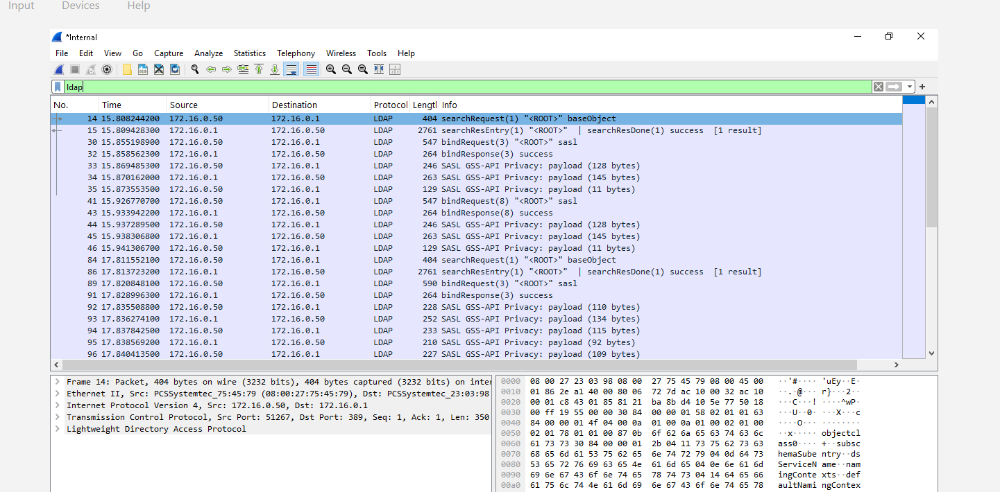 Input Devices Help
*Internal
File Edit View Go Capture Analyze Statistics Telephony Wireless Tools Help
ldap
No. Time Source Destination Protocol Lengtl Info
14 15.808244200 172.16.0.50 172.16.0.1 LDAP 404 searchRequest(1) "<ROOT>" baseObject
15 15.809428300 172.16.0.1 172.16.0.50 LDAP 2761 searchResEntry(1) "<ROOT>" | searchResDone(1) success [1 result]
30 15.855198900 172.16.0.50 172.16.0.1 LDAP 547 bindRequest(3) "<ROOT>" sasl
32 15.858562300 172.16.0.1 172.16.0.50 LDAP 264 bindResponse(3) success
33 15.869485300 172.16.0.50 172.16.0.1 LDAP 246 SASL GSS-API Privacy: payload (128 bytes)
34 15.870162000 172.16.0.1 172.16.0.50 LDAP 263 SASL GSS-API Privacy: payload (145 bytes)
35 15.873553500 172.16.0.50 172.16.0.1 LDAP 129 SASL GSS-API Privacy: payload (11 bytes)
41 15.926770700 172.16.0.50 172.16.0.1 LDAP 547 bindRequest(8) "<ROOT>" sasl
43 15.933942200 172.16.0.1 172.16.0.50 LDAP 264 bindResponse(8) success
44 15.937289500 172.16.0.50 172.16.0.1 LDAP 246 SASL GSS-API Privacy: payload (128 bytes)
45 15.938306800 172.16.0.1 172.16.0.50 LDAP 263 SASL GSS-API Privacy: payload (145 bytes)
46 15.941306700 172.16.0.50 172.16.0.1 LDAP 129 SASL GSS-API Privacy: payload (11 bytes)
84 17.811552100 172.16.0.50 172.16.0.1 LDAP 404 searchRequest(1) "<ROOT>" baseObject
86 17.813723200 172.16.0.1 172.16.0.50 LDAP 2761 searchResEntry(1) "<ROOT>" | searchResDone(1) success [1 result]
89 17.820848100 172.16.0.50 172.16.0.1 LDAP 590 bindRequest(3) "<ROOT>" sasl
91 17.828996300 172.16.0.1 172.16.0.50 LDAP 264 bindResponse(3) success
92 17.835508800 172.16.0.50 172.16.0.1 LDAP 228 SASL GSS-API Privacy: payload (110 bytes)
93 17.836274100 172.16.0.1 172.16.0.50 LDAP 252 SASL GSS-API Privacy: payload (134 bytes)
94 17.837842500 172.16.0.50 172.16.0.1 LDAP 233 SASL GSS-API Privacy: payload (115 bytes)
95 17.838569200 172.16.0.1 172.16.0.50 LDAP 210 SASL GSS-API Privacy: payload (92 bytes)
96 17.840413500 172.16.0.50 172.16.0.1 LDAP 227 SASL GSS-API Privacy: payload (109 bytes)
Frame 14: Packet, 404 bytes on wire (3232 bits), 404 bytes captured (3232 bits) on inter
Ethernet II, Src: PCSSystemtec_75:45:79 (08:00:27:75:45:79), Dst: PCSSystemtec_23:03:98
Internet Protocol Version 4, Src: 172.16.0.50, Dst: 172.16.0.1
Transmission Control Protocol, Src Port: 51267, Dst Port: 389, Seq: 1, Ack: 1, Len: 350
Lightweight Directory Access Protocol
0000 08 00 27 23 03 98 08 00 27 75 45 79 08 00 45 00 ··'#···· 'uEy··E·
0010 01 86 2e a1 40 00 80 06 72 7d ac 10 00 32 ac 10 ··.·@··· r}···2··
0020 00 01 c8 43 01 85 81 21 ba 8b d4 10 5e 77 50 18 ···C···! ····^wP·
0030 00 ff 19 55 00 00 30 84 00 00 01 58 02 01 01 63 ···U··0· ···X···c
0040 84 00 00 01 4f 04 00 0a 01 00 0a 01 00 02 01 00 ····O··· ········
0050 02 01 78 01 01 00 87 0b 6f 62 6a 65 63 74 63 6c ··x····· objectcl
0060 61 73 73 30 84 00 00 01 2b 04 11 73 75 62 73 63 ass0···· +··subsc
0070 68 65 6d 61 53 75 62 65 6e 74 72 79 04 0d 64 73 hemaSube ntry··ds
0080 53 65 72 76 69 63 65 4e 61 6d 65 04 0e 6e 61 6d ServiceN ame··nam
0090 69 6e 67 43 6f 6e 74 65 78 74 73 04 14 64 65 66 ingConte xts··def
00a0 61 75 6c 74 4e 61 6d 69 6e 67 43 6f 6e 74 65 78 aultNami ngContex